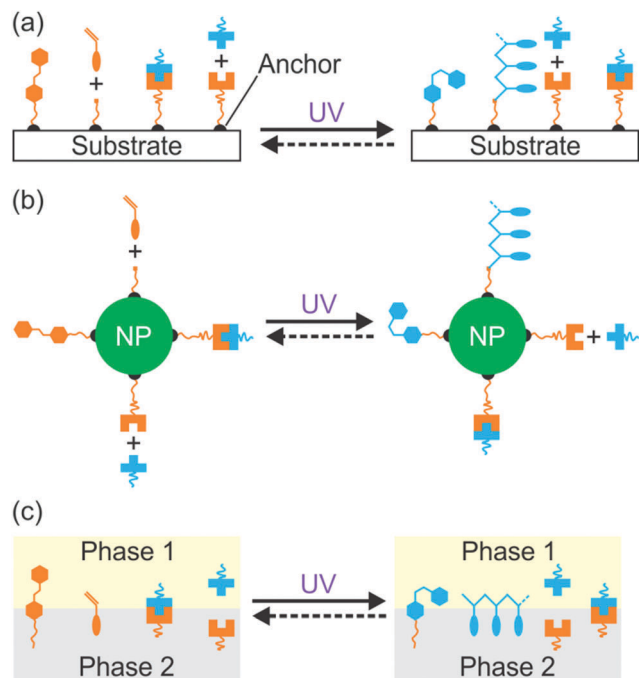 (a)
+
+
Anchor
Substrate
UV
+
Substrate
(b)
+
NP
+
UV
NP
+
(c)
Phase 1
Phase 2
UV
Phase 1
Phase 2